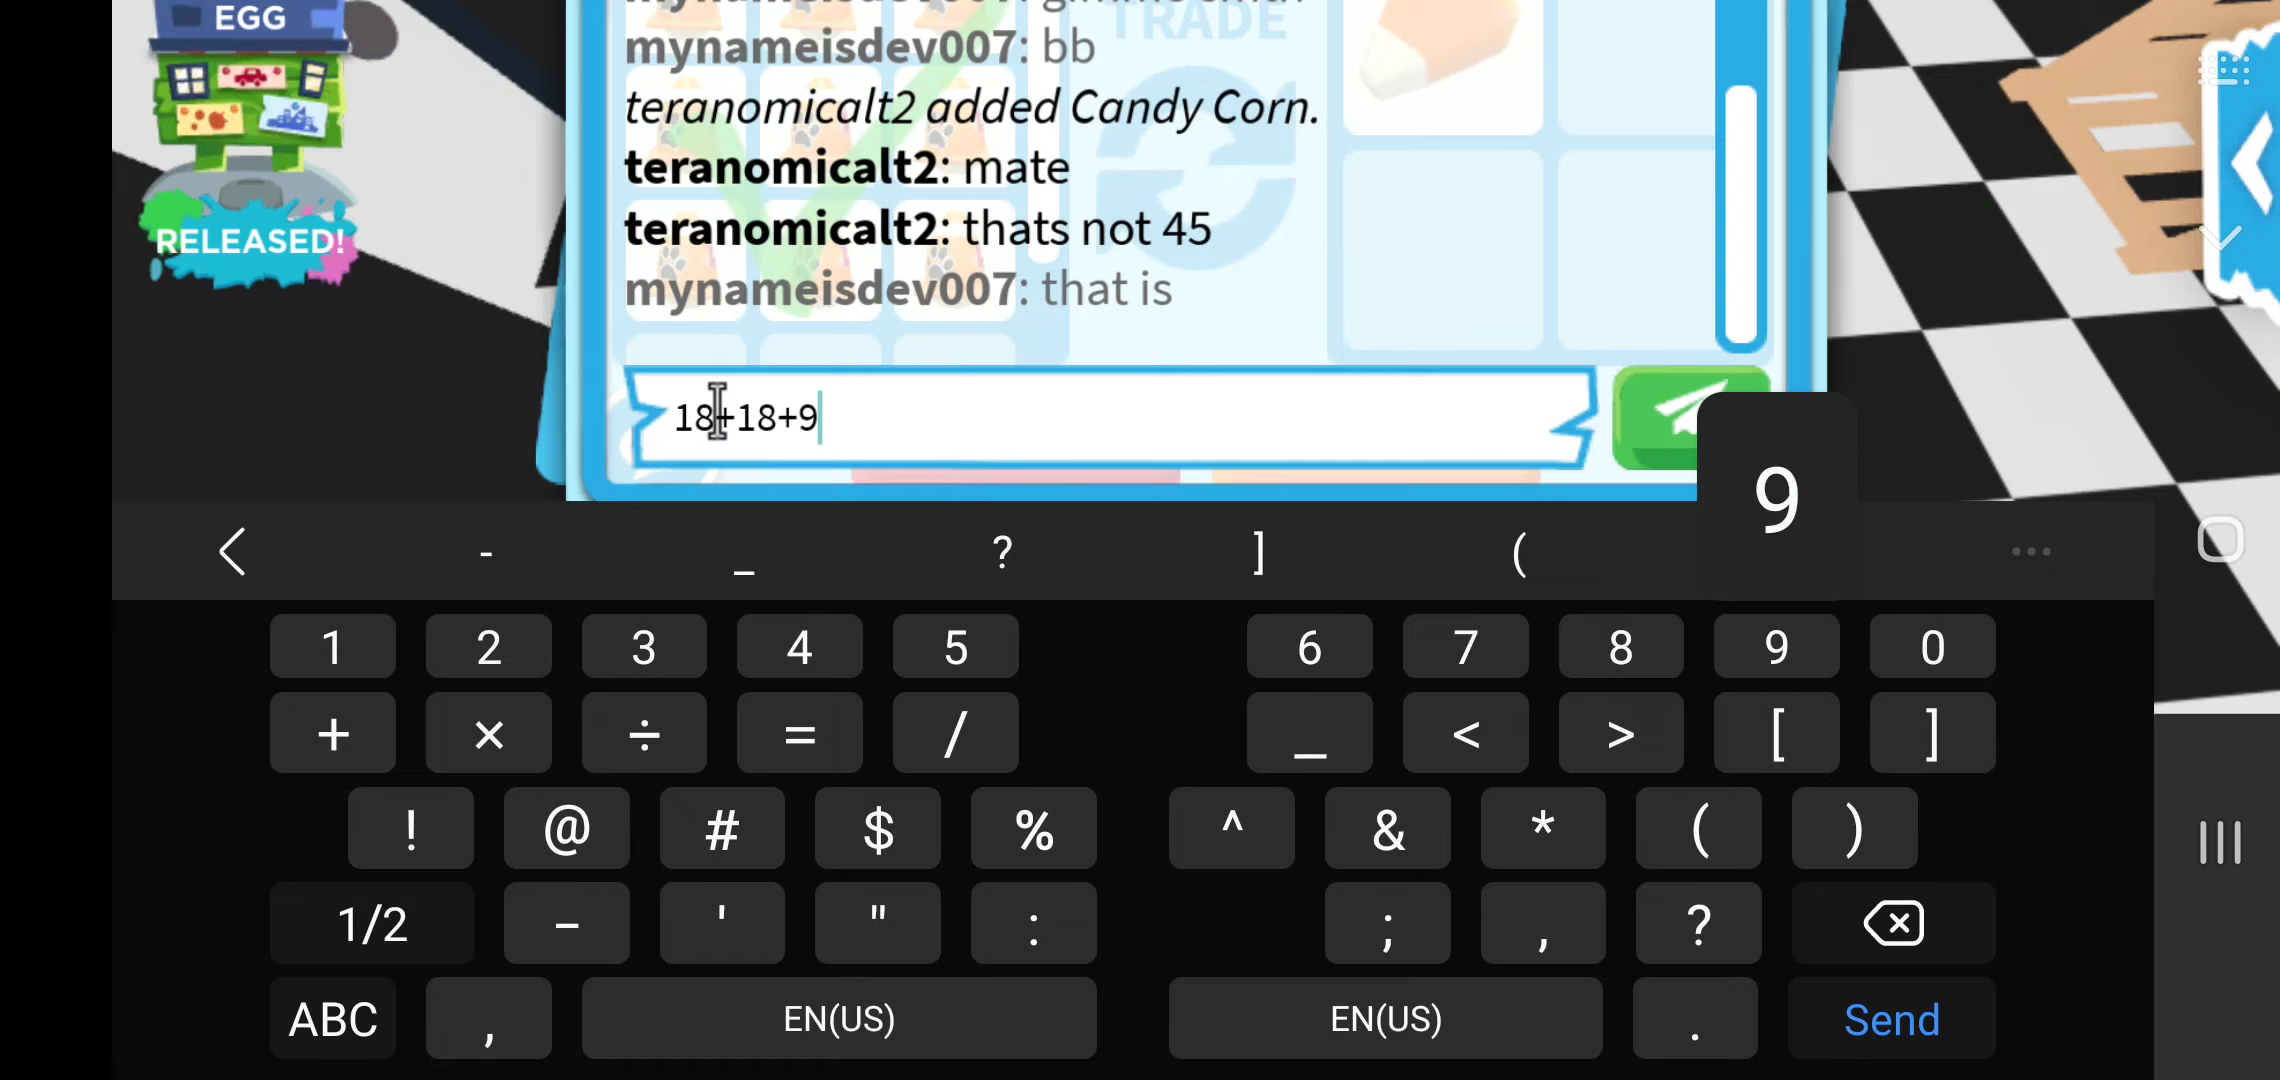 EGG
RELEASED!
TRADE
mynameisdev007: bb
teranomicalt2 added Candy Corn.
teranomicalt2: mate
teranomicalt2: thats not 45
mynameisdev007: that is
18+18+9
9
- _ ? ] ( ...
1 2 3 4 5 6 7 8 9 0
+ × ÷ = / _ < > [ ]
! @ # $ % ^ & * ( )
1/2 - ' " : ; , ?
ABC , EN(US) EN(US) . Send